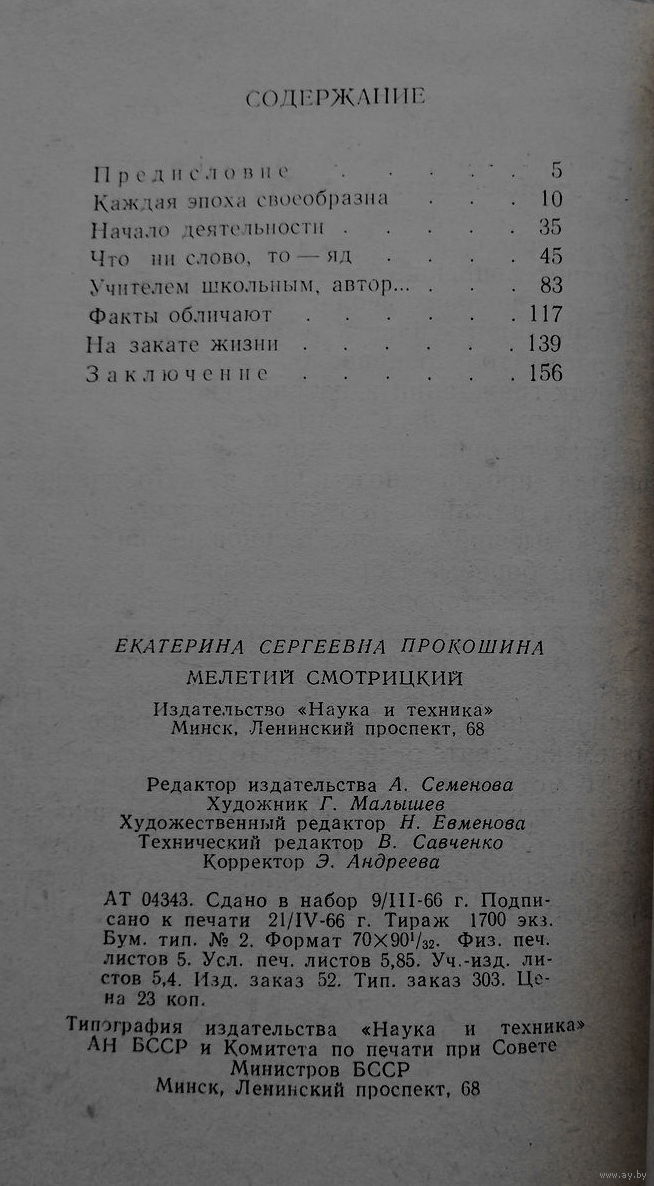 СОДЕРЖАНИЕ
Предисловие . . . . . 5
Каждая эпоха своеобразна . . . 10
Начало деятельности . . . . 35
Что ни слово, то — яд . . . . 45
Учителем школьным, автор... . . . 83
Факты обличают . . . . . . 117
На закате жизни . . . . . . 139
Заключение . . . . . . 156
ЕКАТЕРИНА СЕРГЕЕВНА ПРОКОШИНА
МЕЛЕТИЙ СМОТРИЦКИЙ
Издательство «Наука и техника»
Минск, Ленинский проспект, 68
Редактор издательства А. Семенова
Художник Г. Малышев
Художественный редактор Н. Евменова
Технический редактор В. Савченко
Корректор Э. Андреева
АТ 04343. Сдано в набор 9/III-66 г. Подпи-
сано к печати 21/IV-66 г. Тираж 1700 экз.
Бум. тип. № 2. Формат 70X90¹/₃₂. Физ. печ.
листов 5. Усл. печ. листов 5,85. Уч.-изд. ли-
стов 5,4. Изд. заказ 52. Тип. заказ 303. Це-
на 23 коп.
Типография издательства «Наука и техника»
АН БССР и Комитета по печати при Совете
Министров БССР
Минск, Ленинский проспект, 68
www.ay.by